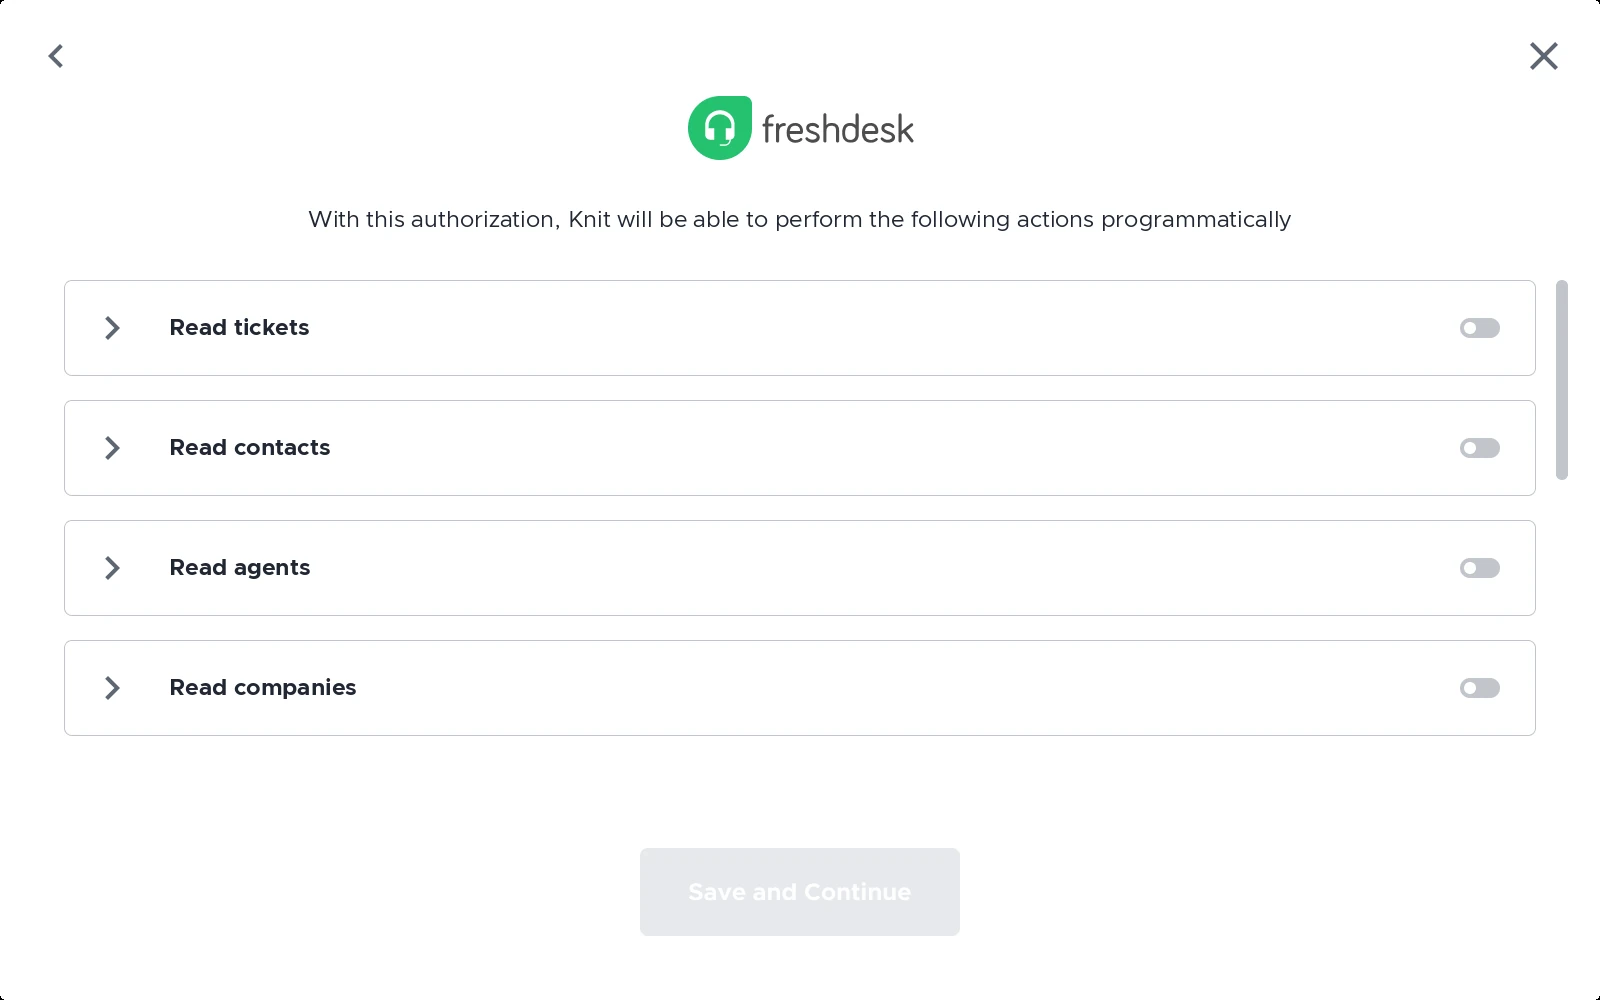 freshdesk
With this authorization, Knit will be able to perform the following actions programmatically
Read tickets
Read contacts
Read agents
Read companies
Save and Continue